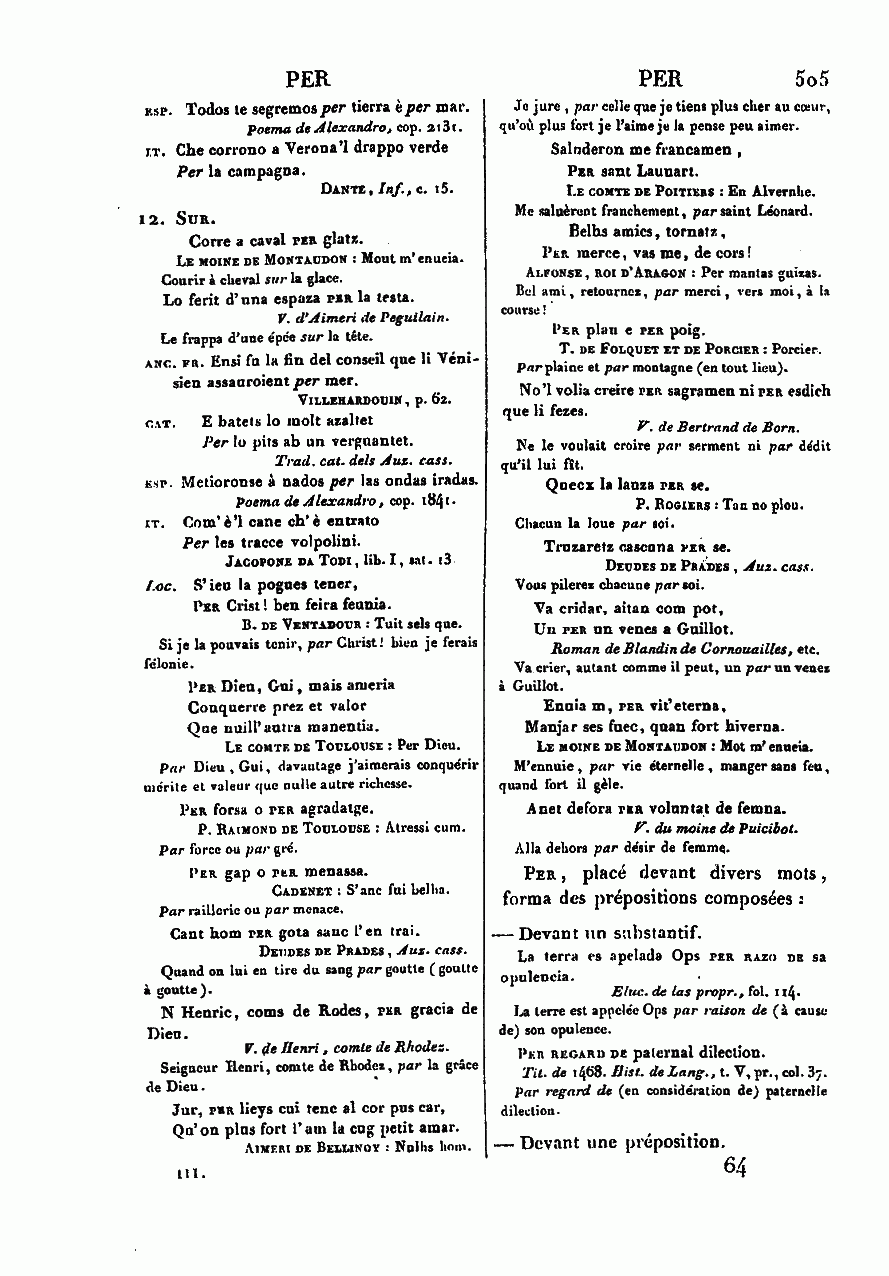 PER
ESP. Todos te segremos per tierra è per mar.
Poema de Alexandro, cop. 2131.
IT. Che corrono a Verona'l drappo verde
Per la campagna.
DANTE, Inf., c. 15.
12. SUR.
Corre a caval PER glatz.
LE MOINE DE MONTAUDON : Mout m'enueia.
Courir à cheval sur la glace.
Lo ferit d'una espaza PER la testa.
V. d'Aimeri de Peguilain.
Le frappa d'une épée sur la tête.
ANC. FR. Ensi fu la fin del conseil que li Véni-
sien assauroient per mer.
VILLEHARDOUIN, p. 62.
CAT. E batets lo molt azaltet
Per lo pits ab un verguantet.
Trad. cat. dels Auz. cass.
ESP. Metioronse à nados per las ondas iradas.
Poema de Alexandro, cop. 1841.
IT. Com'è'l cane ch'è entrato
Per les tracce volpolini.
JACOPONE DA TODI, lib. I, sat. 13
Loc. S'ieu la pogues tener,
PER Crist! ben feira feunia.
B. DE VENTADOUR : Tuit sels que.
Si je la pouvais tenir, par Christ! bien je ferais
félonie.
PER Dieu, Gui, mais ameria
Conquerre prez et valor
Que nuill'autra manentia.
LE COMTE DE TOULOUSE : Per Dieu.
Par Dieu, Gui, davantage j'aimerais conquérir
mérite et valeur que nulle autre richesse.
PER forsa o PER agradatge.
P. RAIMOND DE TOULOUSE : Atressi cum.
Par force ou par gré.
PER gap o PER menassa.
CADENET : S'anc fui belha.
Par raillerie ou par menace.
Cant hom PER gota sanc l'en trai.
DEUDES DE PRADES, Auz. cass.
Quand on lui en tire du sang par goutte (goutte
à goutte).
N Henric, coms de Rodes, PER gracia de
Dieu.
V. de Henri, comte de Rhodez.
Seigneur Henri, comte de Rhodez, par la grâce
de Dieu.
Jur, PER lieys cui tenc al cor pus car,
Qu'on plus fort l'am la cug petit amar.
AIMERI DE BELLINOY : Nulhs hom.
III.
PER 505
Je jure, par celle que je tiens plus cher au cœur,
qu'où plus fort je l'aime je la pense peu aimer.
Saluderon me francamen,
PER sant Launart.
LE COMTE DE POITIERS : En Alvernhe.
Me saluèrent franchement, par saint Léonard.
Belhs amics, tornatz,
PER merce, vas me, de cors!
ALFONSE, ROI D'ARAGON : Per mantas guizas.
Bel ami, retournez, par merci, vers moi, à la
course!
PER plan e PER poig.
T. DE FOLQUET ET DE PORCIER : Porcier.
Par plaine et par montagne (en tout lieu).
No'l volia creire PER sagramen ni PER esdich
que li fezes.
V. de Bertrand de Born.
Ne le voulait croire par serment ni par dédit
qu'il lui fît.
Quecx la lauza PER se.
P. ROGIERS : Tan no plou.
Chacun la loue par soi.
Truzaretz cascuna PER se.
DEUDES DE PRADES, Auz. cass.
Vous pilerez chacune par soi.
Va cridar, aitan com pot,
Un PER un venes a Guillot.
Roman de Blandin de Cornouailles, etc.
Va crier, autant comme il peut, un par un venez
à Guillot.
Enuia m, PER vit'eterna,
Manjar ses fuec, quan fort hiverna.
LE MOINE DE MONTAUDON : Mot m'enueia.
M'ennuie, par vie éternelle, manger sans feu,
quand fort il gèle.
Anet defora PER voluntat de femna.
V. du moine de Puicibot.
Alla dehors par désir de femme.
PER, placé devant divers mots,
forma des prépositions composées :
— Devant un substantif.
La terra es apelada Ops PER RAZO DE sa
opulencia.
Eluc. de las propr., fol. 114.
La terre est appelée Ops par raison de (à cause
de) son opulence.
PER REGARD DE paternal dilection.
Tit. de 1468. Hist. de Lang., t. V, pr., col. 37.
Par regard de (en considération de) paternelle
dilection.
— Devant une préposition.
64